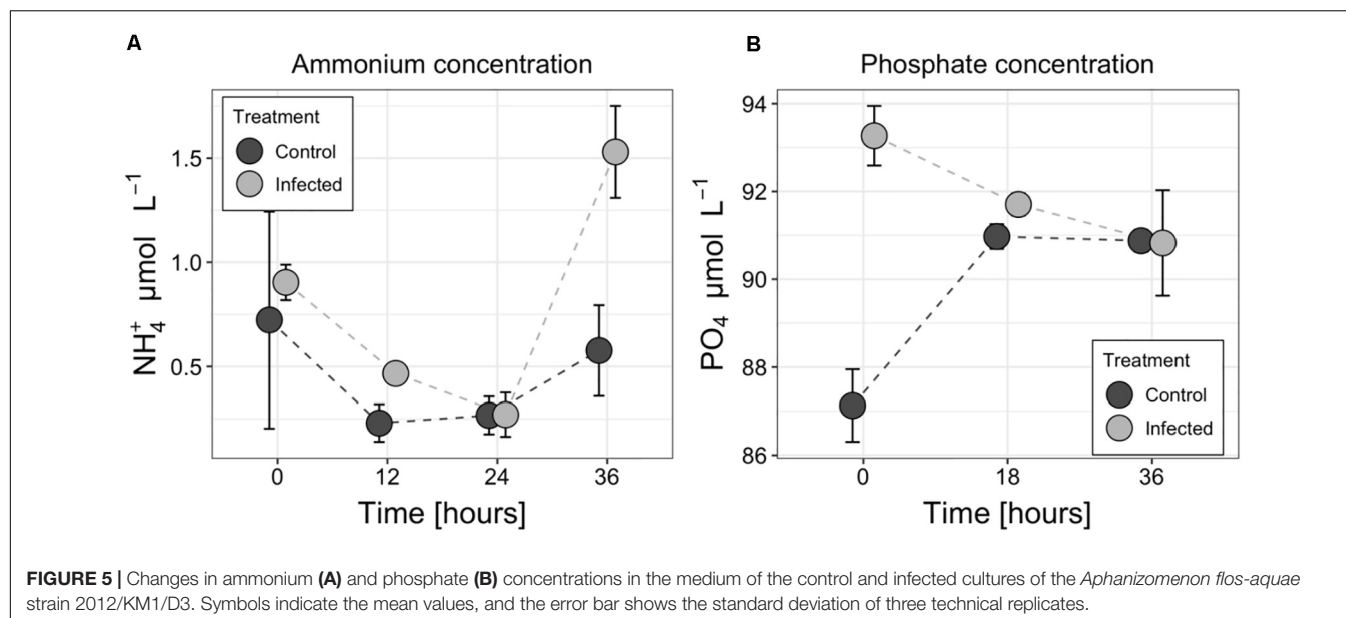 A
Ammonium concentration
Treatment
Control
Infected
1.5
1.0
0.5
NH₄⁺ µmol L⁻¹
0 12 24 36
Time [hours]
B
Phosphate concentration
94
92
90
88
86
PO₄ µmol L⁻¹
Treatment
Control
Infected
0 18 36
Time [hours]
FIGURE 5 | Changes in ammonium (A) and phosphate (B) concentrations in the medium of the control and infected cultures of the Aphanizomenon flos-aquae
strain 2012/KM1/D3. Symbols indicate the mean values, and the error bar shows the standard deviation of three technical replicates.